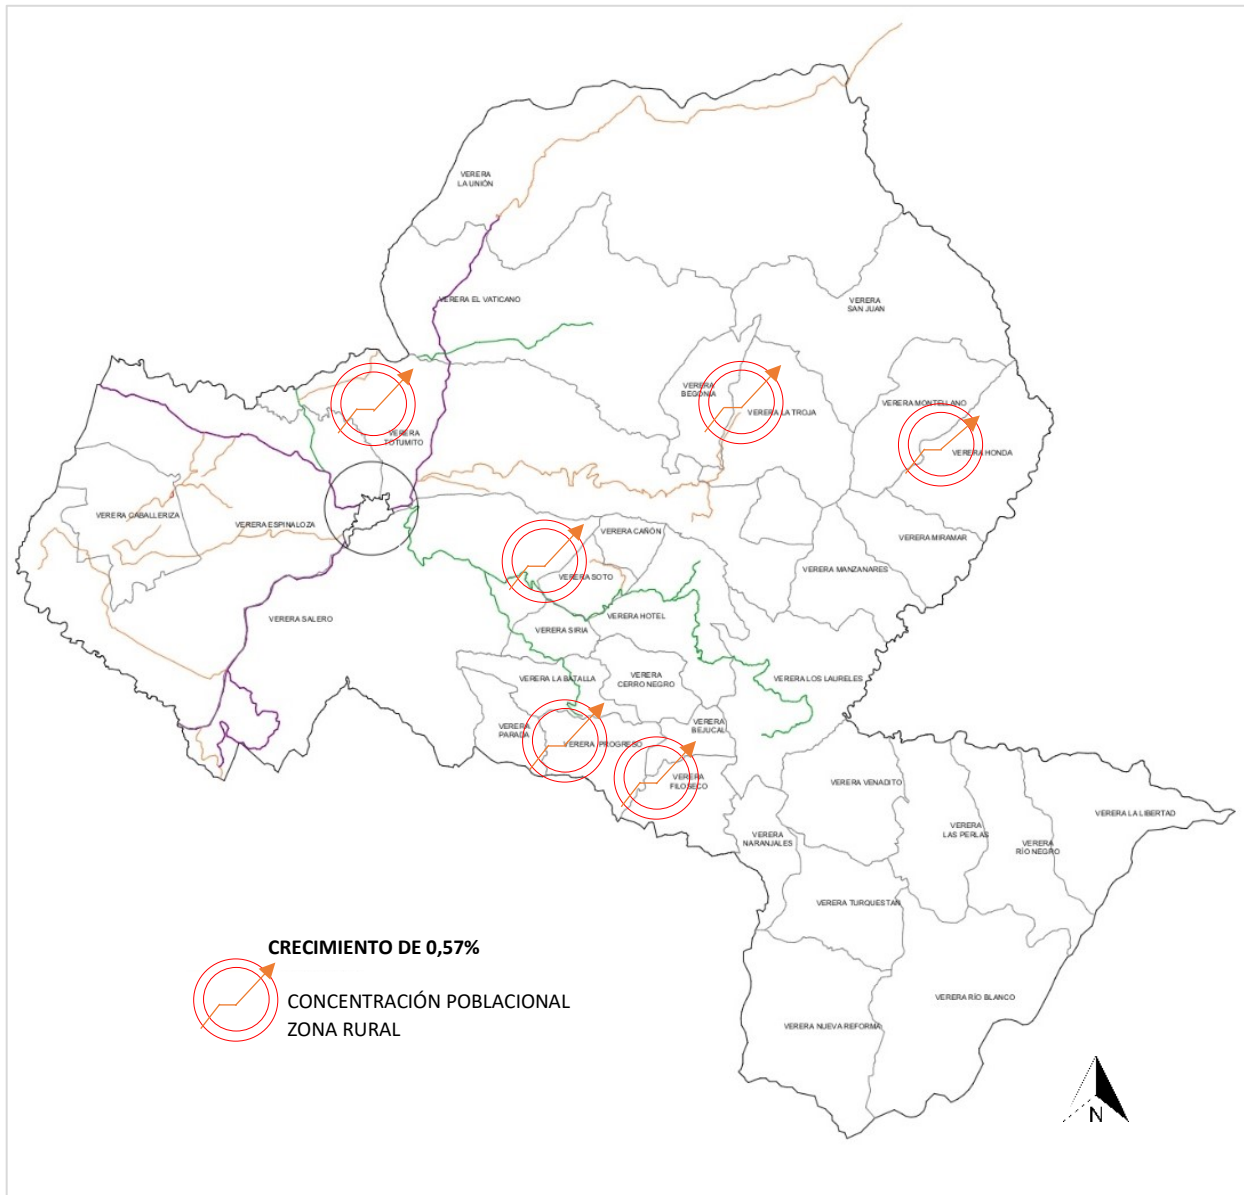 VERERA
LA UNIÓN
VERERA EL VATICANO
VERERA
SAN JUAN
VERERA
BEGONIA
VERERA LA TROJA
VERERA MONTELLANO
VERERA HONDA
VERERA
TOTUMITO
VERERA CABALLERIZA
VERERA ESPINALOZA
VERERA CAÑÓN
VERERA MIRAMAR
VERERA SOTO
VERERA MANZANARES
VERERA SALERO
VERERA HOTEL
VERERA SIRIA
VERERA LA BATALLA
VERERA
CERRO NEGRO
VERERA LOS LAURELES
VERERA
PARADA
VERERA PROGRESO
VERERA
BEJUCAL
VERERA
FILOSECO
VERERA VENADITO
VERERA
NARANJALES
VERERA
LAS PERLAS
VERERA
RÍO NEGRO
VERERA LA LIBERTAD
VERERA TURQUESTAN
VERERA RÍO BLANCO
VERERA NUEVA REFORMA
CRECIMIENTO DE 0,57%
CONCENTRACIÓN POBLACIONAL
ZONA RURAL
N